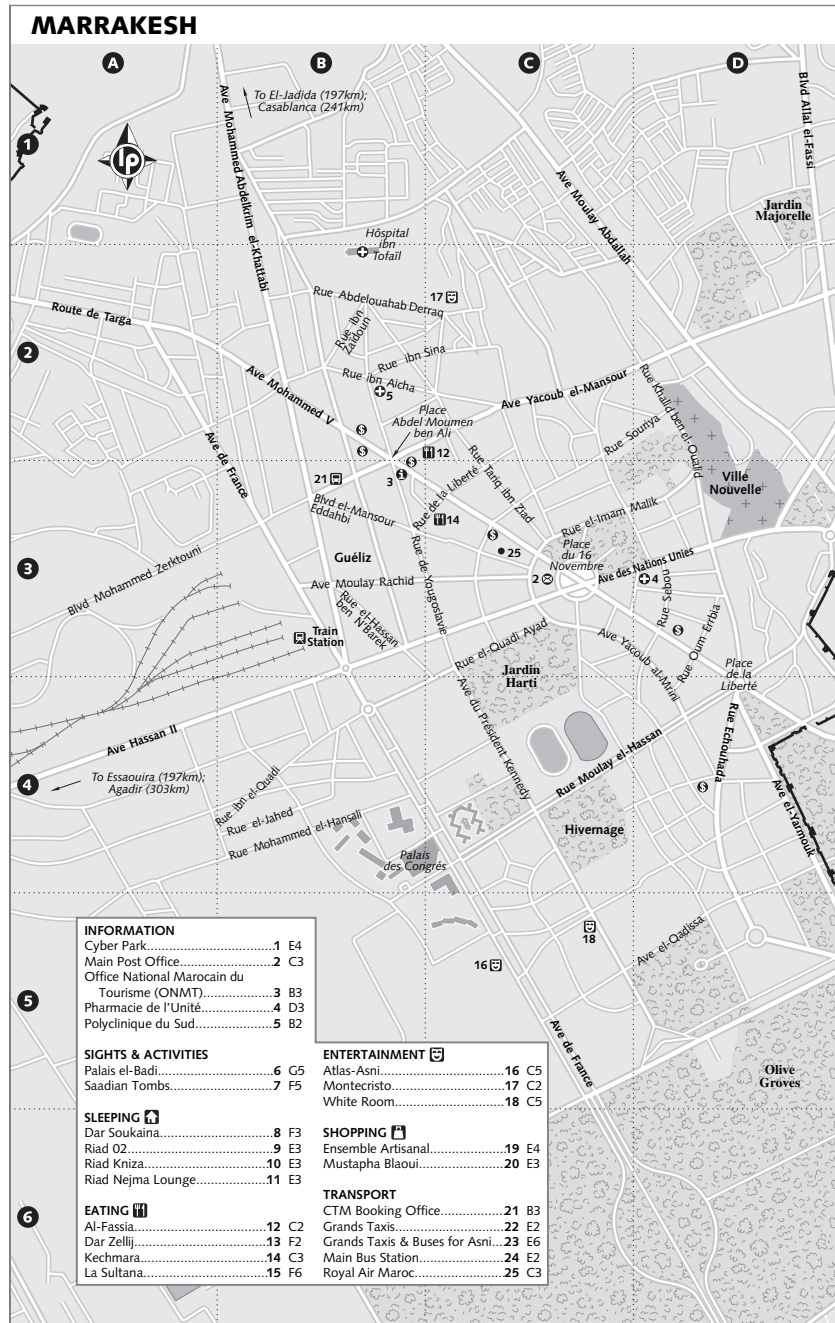 MARRAKESH
A
B
C
D
To El-Jadida (197km);
Casablanca (241km)
Ave Mohammed Abdelkrim el-Khattabi
Blvd Allal el-Fassi
1
lp
Ave Moulay Abdallah
Jardin
Majorelle
Hôspital
ibn
Tofaïl
Rue Abdelouahab Derraq
17
Route de Targa
Rue ibn
Zaidoun
2
Rue ibn Sina
Rue ibn Aicha
5
Ave Mohammed V
Place
Abdel Moumen
ben Ali
Ave Yacoub el-Mansour
Rue Khalid ben el-Oualid
Rue Souriya
Ave de France
12
21
3
Rue Tariq ibn Ziad
Rue de la Liberté
Ville
Nouvelle
Blvd el-Mansour
Eddahbi
14
Rue el-Imam Malik
25
Place
du 16
Novembre
Guéliz
Rue de Yougoslavie
3
Blvd Mohammed Zerktouni
Ave Moulay Rachid
2
Ave des Nations Unies
4
Rue Seqou
Rue el-Hassan
ben N'Barek
Train
Station
Rue el-Quadi Ayad
Rue Oum Errbia
Ave Yacoub al-Mrini
Jardin
Harti
Place
de la
Liberté
Ave du Président Kennedy
Ave Hassan II
Rue Echouhada
Rue Moulay el-Hassan
4
To Essaouira (197km);
Agadir (303km)
Rue ibn el-Quadi
Rue el-Jahed
Rue Mohammed el-Hansali
Ave el-Yarmouk
Hivernage
Palais
des Congrés
18
Ave el-Qadissa
16
5
Ave de France
Olive
Groves
6
INFORMATION
Cyber Park..............................1 E4
Main Post Office.....................2 C3
Office National Marocain du
Tourisme (ONMT)................3 B3
Pharmacie de l'Unité..............4 D3
Polyclinique du Sud................5 B2
SIGHTS & ACTIVITIES
Palais el-Badi..........................6 G5
Saadian Tombs.......................7 F5
SLEEPING
Dar Soukaina..........................8 F3
Riad 02...................................9 E3
Riad Kniza............................10 E3
Riad Nejma Lounge..............11 E3
EATING
Al-Fassia...............................12 C2
Dar Zellij...............................13 F2
Kechmara.............................14 C3
La Sultana............................15 F6
ENTERTAINMENT
Atlas-Asni.............................16 C5
Montecristo..........................17 C2
White Room.........................18 C5
SHOPPING
Ensemble Artisanal...............19 E4
Mustapha Blaoui..................20 E3
TRANSPORT
CTM Booking Office.............21 B3
Grands Taxis.........................22 E2
Grands Taxis & Buses for Asni...23 E6
Main Bus Station..................24 E2
Royal Air Maroc...................25 C3